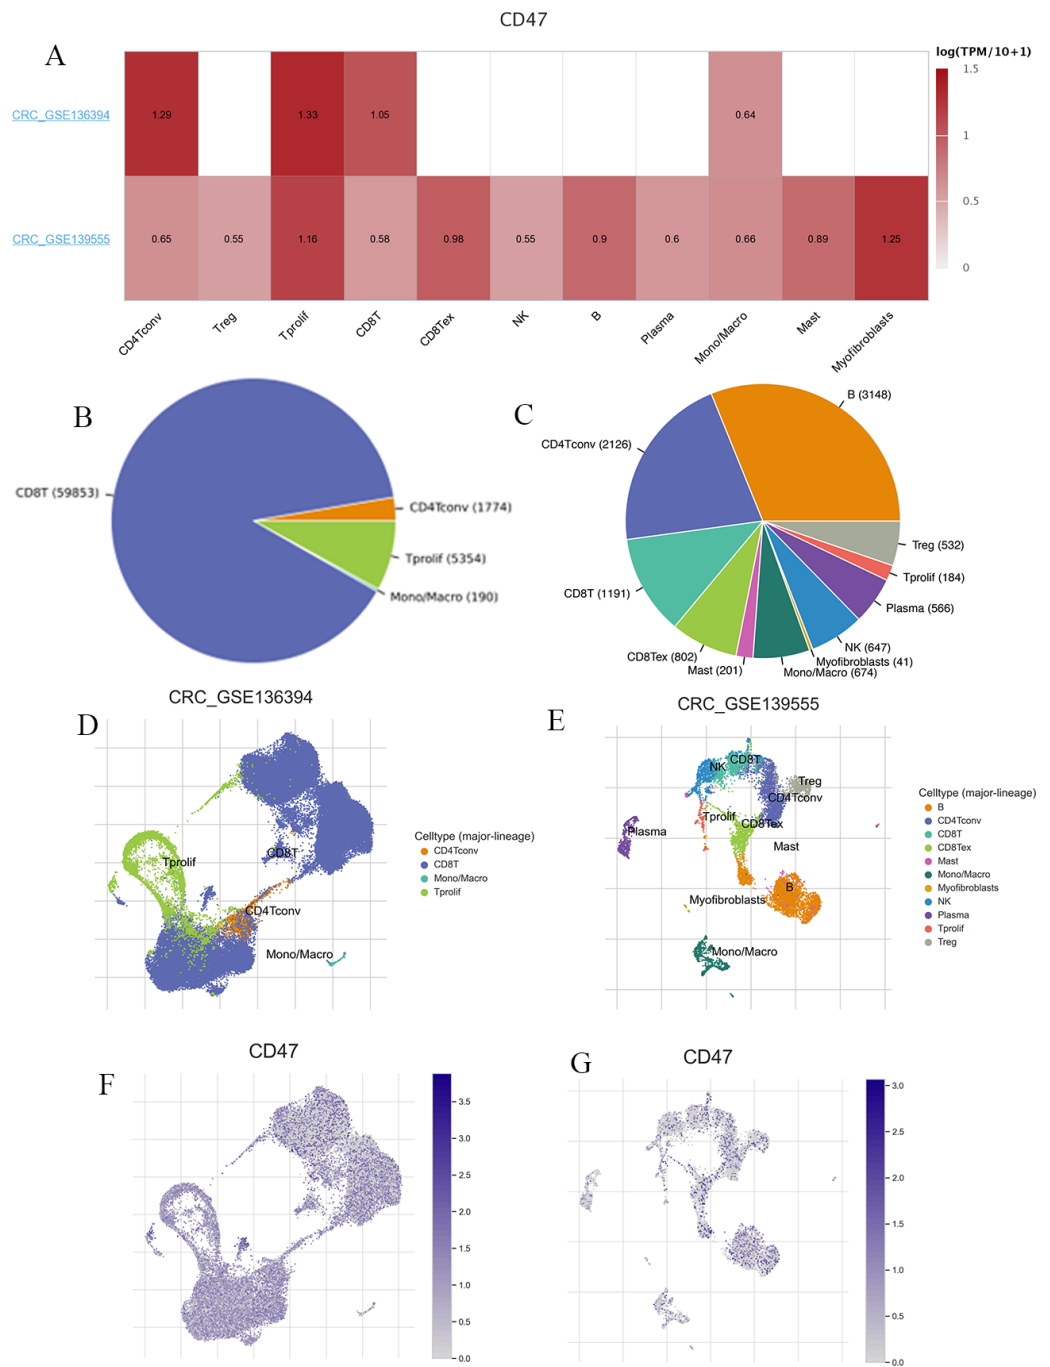 CD47
A
log(TPM/10+1)
CRC_GSE136394
1.29
1.33
1.05
0.64
1.5
1
0.5
0
CRC_GSE139555
0.65
0.55
1.16
0.58
0.98
0.55
0.9
0.6
0.66
0.89
1.25
CD4Tconv
Treg
Tprolif
CD8T
CD8Tex
NK
B
Plasma
Mono/Macro
Mast
Myofibroblasts
B
CD8T (59853)
CD4Tconv (1774)
Tprolif (5354)
Mono/Macro (190)
C
B (3148)
CD4Tconv (2126)
CD8T (1191)
CD8Tex (802)
Mast (201)
Mono/Macro (674)
Myofibroblasts (41)
NK (647)
Plasma (566)
Tprolif (184)
Treg (532)
D
CRC_GSE136394
Tprolif
CD8T
CD4Tconv
Mono/Macro
Celltype (major-lineage)
CD4Tconv
CD8T
Mono/Macro
Tprolif
E
CRC_GSE139555
NK
CD8T
Treg
CD4Tconv
Tprolif
CD8Tex
Plasma
Mast
B
Myofibroblasts
Mono/Macro
Celltype (major-lineage)
B
CD4Tconv
CD8T
CD8Tex
Mast
Mono/Macro
Myofibroblasts
NK
Plasma
Tprolif
Treg
F
CD47
3.5
3.0
2.5
2.0
1.5
1.0
0.5
0.0
G
CD47
3.0
2.5
2.0
1.5
1.0
0.5
0.0